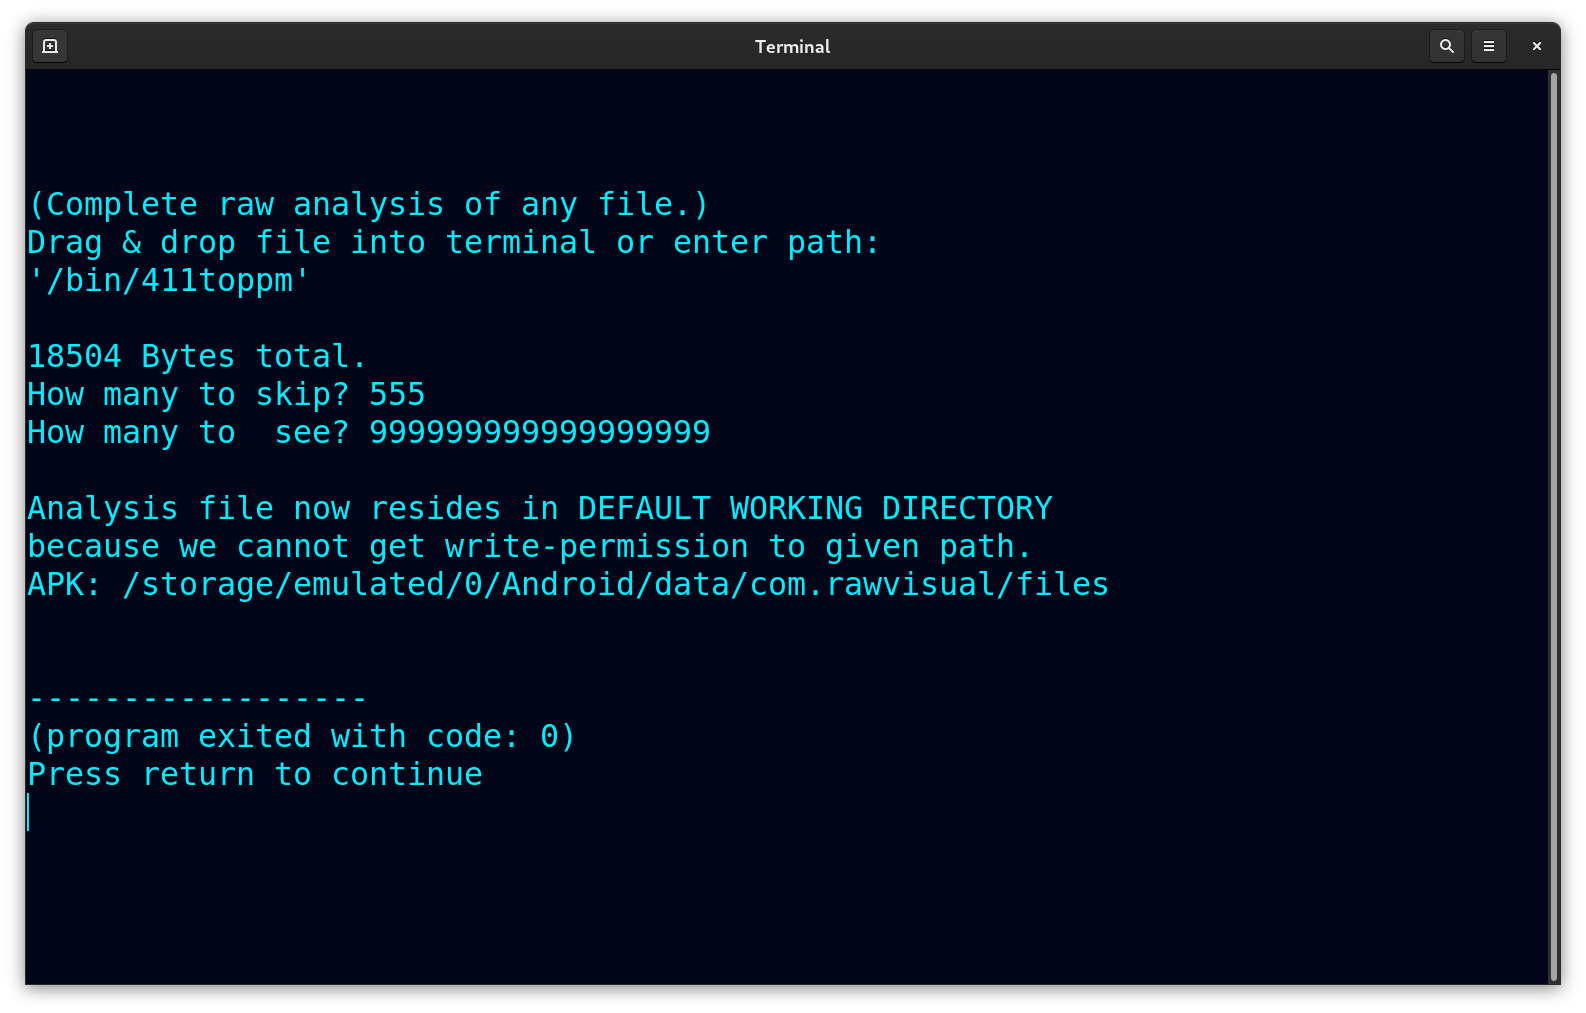 Terminal
(Complete raw analysis of any file.)
Drag & drop file into terminal or enter path:
'/bin/411toppm'
18504 Bytes total.
How many to skip? 555
How many to  see? 999999999999999999
Analysis file now resides in DEFAULT WORKING DIRECTORY
because we cannot get write-permission to given path.
APK: /storage/emulated/0/Android/data/com.rawvisual/files
------------------
(program exited with code: 0)
Press return to continue